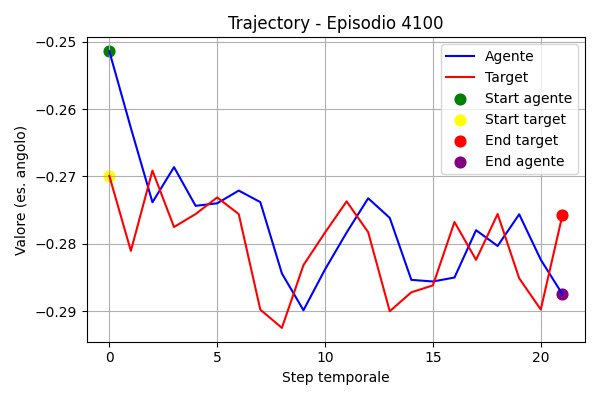 Trajectory - Episodio 4100
Valore (es. angolo)
−0.25
−0.26
−0.27
−0.28
−0.29
0
5
10
15
20
Step temporale
Agente
Target
Start agente
Start target
End target
End agente